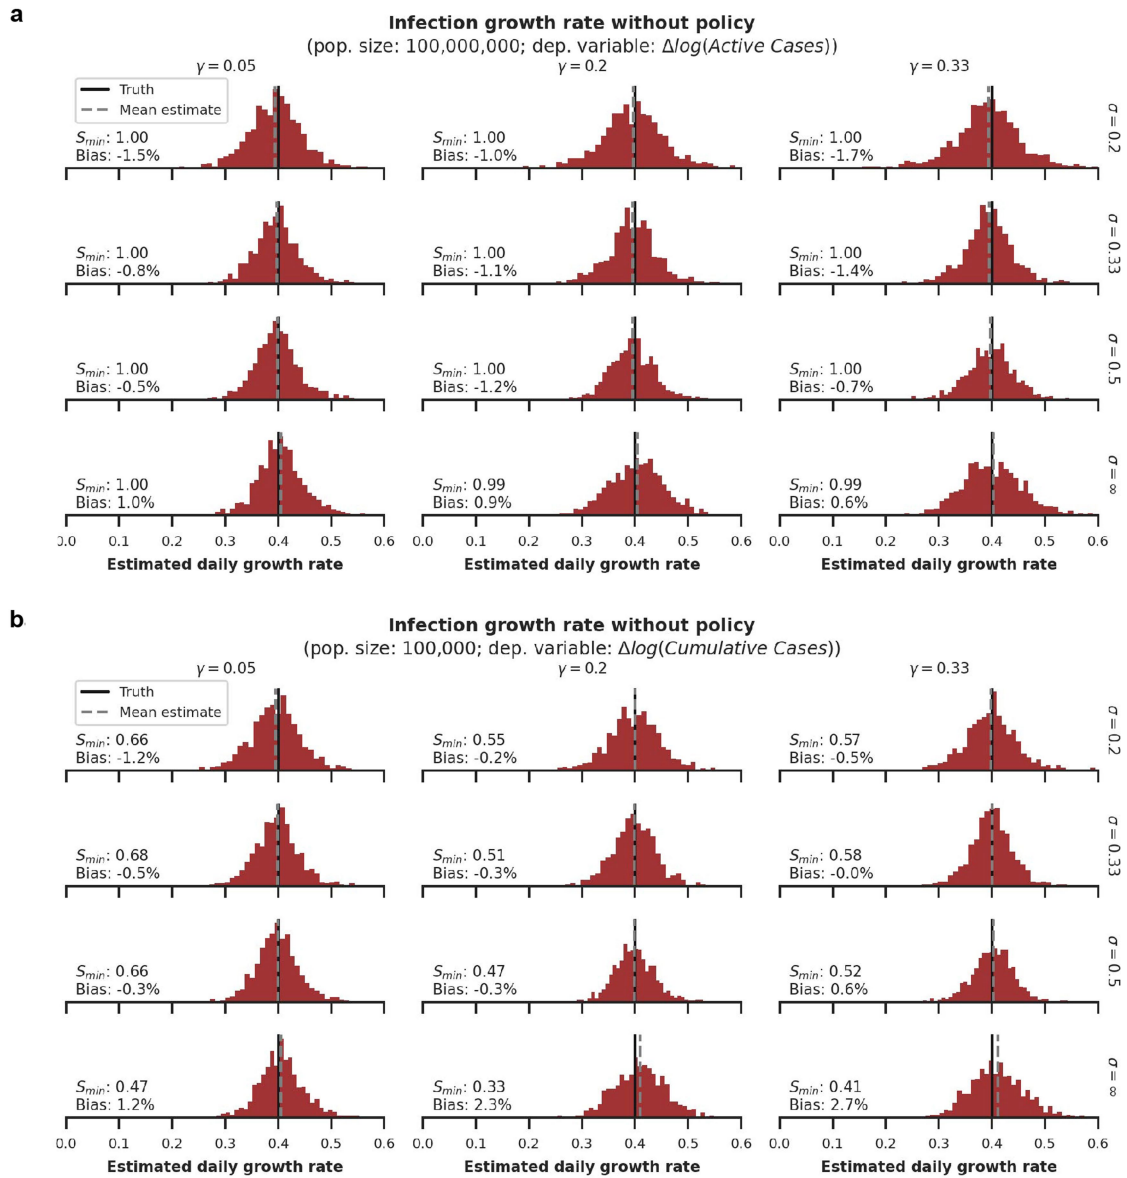 a
Infection growth rate without policy
(pop. size: 100,000,000; dep. variable: Δlog(Active Cases))
γ = 0.05 γ = 0.2 γ = 0.33
Truth
Mean estimate
S_min: 1.00 S_min: 1.00 S_min: 1.00
Bias: -1.5% Bias: -1.0% Bias: -1.7%
σ = 0.2
S_min: 1.00 S_min: 1.00 S_min: 1.00
Bias: -0.8% Bias: -1.1% Bias: -1.4%
σ = 0.33
S_min: 1.00 S_min: 1.00 S_min: 1.00
Bias: -0.5% Bias: -1.2% Bias: -0.7%
σ = 0.5
S_min: 1.00 S_min: 0.99 S_min: 0.99
Bias: 1.0% Bias: 0.9% Bias: 0.6%
σ = ∞
0.0 0.1 0.2 0.3 0.4 0.5 0.6 0.0 0.1 0.2 0.3 0.4 0.5 0.6 0.0 0.1 0.2 0.3 0.4 0.5 0.6
Estimated daily growth rate Estimated daily growth rate Estimated daily growth rate
b
Infection growth rate without policy
(pop. size: 100,000; dep. variable: Δlog(Cumulative Cases))
γ = 0.05 γ = 0.2 γ = 0.33
Truth
Mean estimate
S_min: 0.66 S_min: 0.55 S_min: 0.57
Bias: -1.2% Bias: -0.2% Bias: -0.5%
σ = 0.2
S_min: 0.68 S_min: 0.51 S_min: 0.58
Bias: -0.5% Bias: -0.3% Bias: -0.0%
σ = 0.33
S_min: 0.66 S_min: 0.47 S_min: 0.52
Bias: -0.3% Bias: -0.3% Bias: 0.6%
σ = 0.5
S_min: 0.47 S_min: 0.33 S_min: 0.41
Bias: 1.2% Bias: 2.3% Bias: 2.7%
σ = ∞
0.0 0.1 0.2 0.3 0.4 0.5 0.6 0.0 0.1 0.2 0.3 0.4 0.5 0.6 0.0 0.1 0.2 0.3 0.4 0.5 0.6
Estimated daily growth rate Estimated daily growth rate Estimated daily growth rate